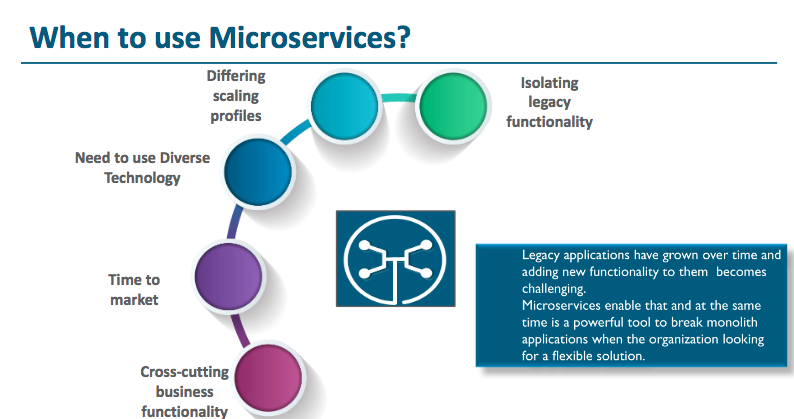 When to use Microservices?
Differing
scaling
profiles
Isolating
legacy
functionality
Need to use Diverse
Technology
Time to
market
Cross-cutting
business
functionality
Legacy applications have grown over time and
adding new functionality to them becomes
challenging.
Microservices enable that and at the same
time is a powerful tool to break monolith
applications when the organization looking
for a flexible solution.